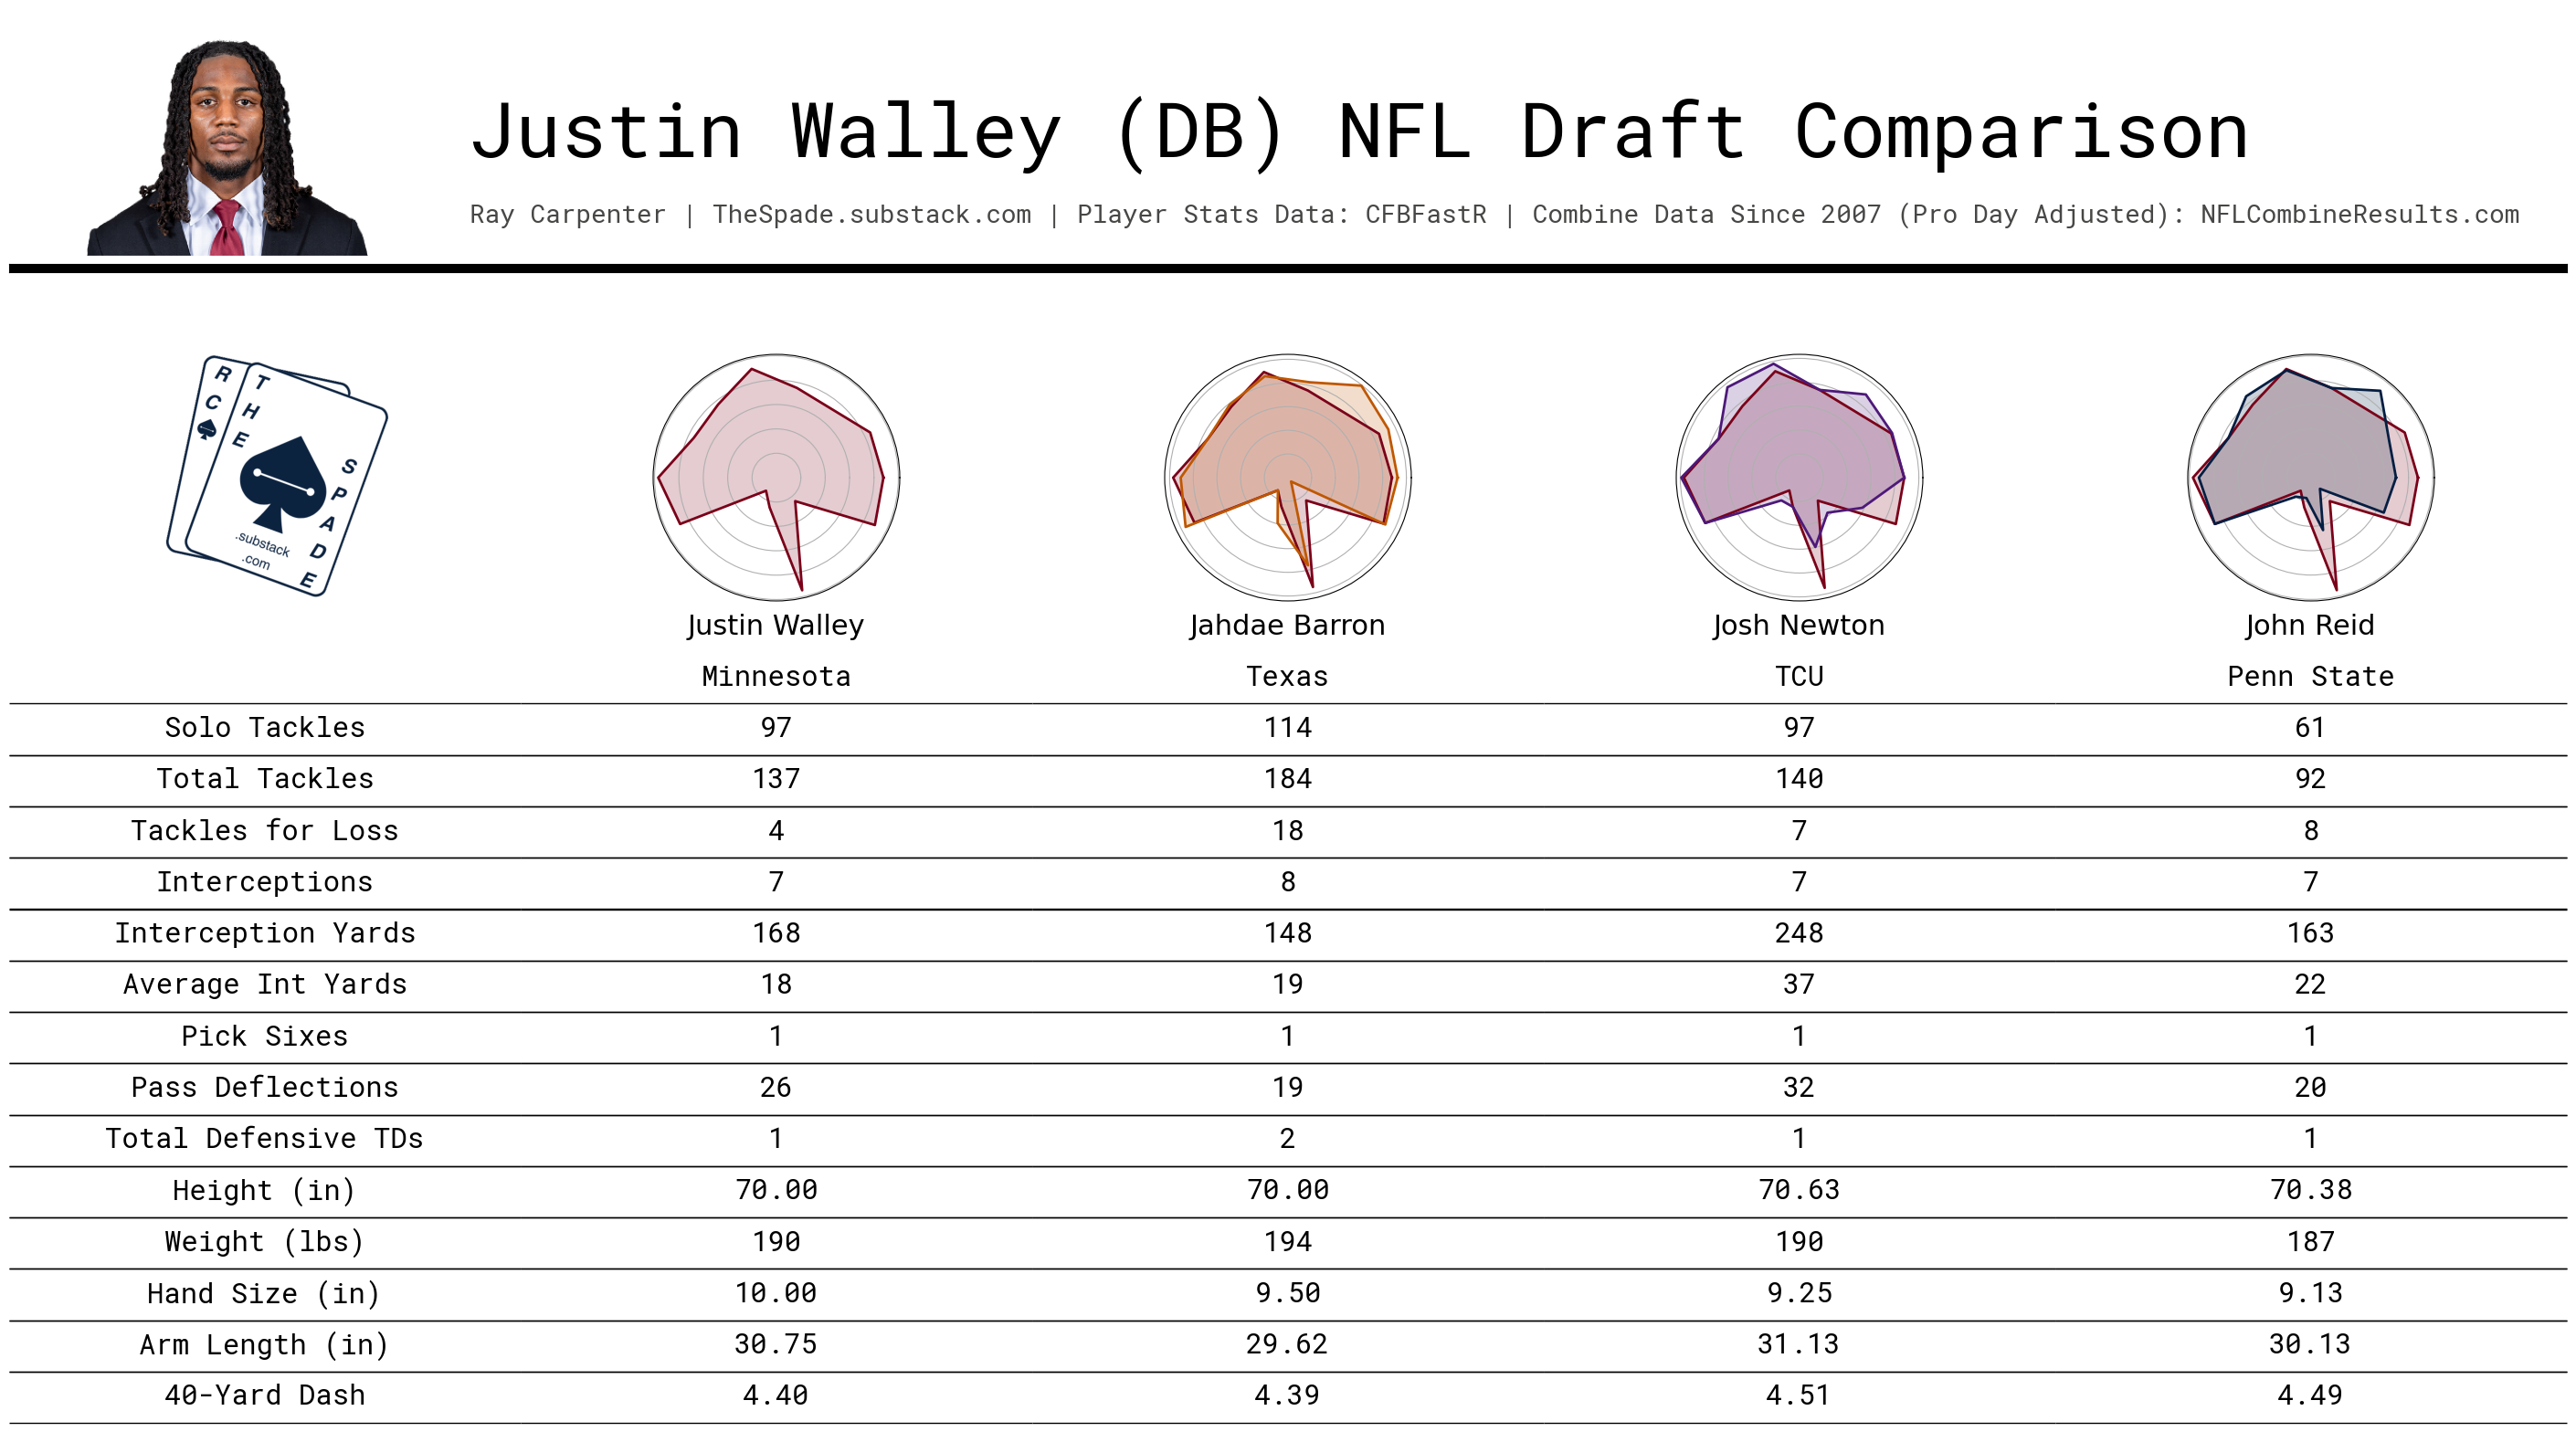 Justin Walley (DB) NFL Draft Comparison
Ray Carpenter | TheSpade.substack.com | Player Stats Data: CFBFastR | Combine Data Since 2007 (Pro Day Adjusted): NFLCombineResults.com
RC
THE
SPADE
.substack
.com
Justin Walley Jahdae Barron Josh Newton John Reid
Minnesota Texas TCU Penn State
Solo Tackles 97 114 97 61
Total Tackles 137 184 140 92
Tackles for Loss 4 18 7 8
Interceptions 7 8 7 7
Interception Yards 168 148 248 163
Average Int Yards 18 19 37 22
Pick Sixes 1 1 1 1
Pass Deflections 26 19 32 20
Total Defensive TDs 1 2 1 1
Height (in) 70.00 70.00 70.63 70.38
Weight (lbs) 190 194 190 187
Hand Size (in) 10.00 9.50 9.25 9.13
Arm Length (in) 30.75 29.62 31.13 30.13
40-Yard Dash 4.40 4.39 4.51 4.49